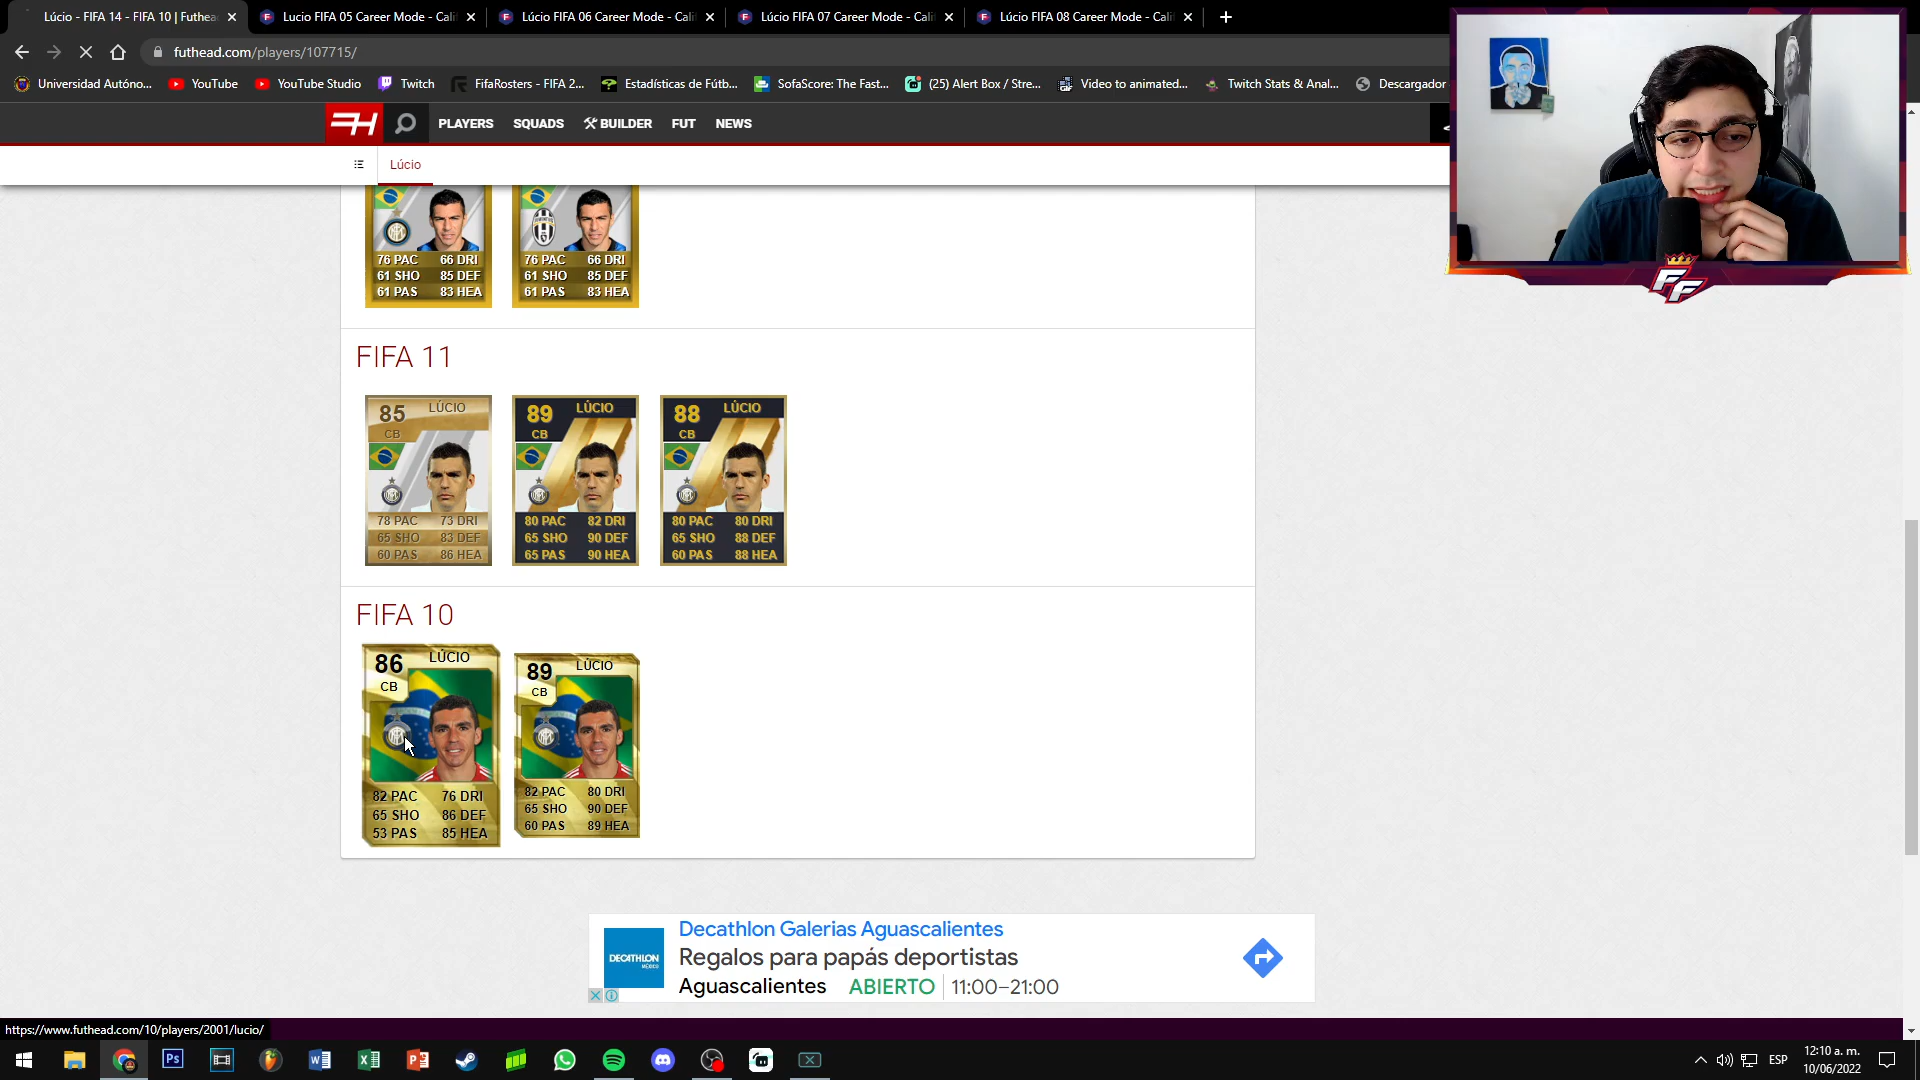 Lúcio - FIFA 14 - FIFA 10 | Futhea
Lucio FIFA 05 Career Mode - Cali
Lúcio FIFA 06 Career Mode - Cali
Lúcio FIFA 07 Career Mode - Cali
Lúcio FIFA 08 Career Mode - Cali
futhead.com/players/107715/
Universidad Autóno...
YouTube
YouTube Studio
Twitch
FifaRosters - FIFA 2...
Estadísticas de Fútb...
SofaScore: The Fast...
(25) Alert Box / Stre...
Video to animated...
Twitch Stats & Anal...
Descargador
FH
PLAYERS
SQUADS
BUILDER
FUT
NEWS
Lúcio
76 PAC 66 DRI
61 SHO 85 DEF
61 PAS 83 HEA
76 PAC 66 DRI
61 SHO 85 DEF
61 PAS 83 HEA
FIFA 11
85 LÚCIO
CB
78 PAC 73 DRI
65 SHO 83 DEF
60 PAS 86 HEA
89 LÚCIO
CB
80 PAC 82 DRI
65 SHO 90 DEF
65 PAS 90 HEA
88 LÚCIO
CB
80 PAC 80 DRI
65 SHO 88 DEF
60 PAS 88 HEA
FIFA 10
86 LÚCIO
CB
82 PAC 76 DRI
65 SHO 86 DEF
53 PAS 85 HEA
89 LÚCIO
CB
82 PAC 80 DRI
65 SHO 90 DEF
60 PAS 89 HEA
DECATHLON
Decathlon Galerias Aguascalientes
Regalos para papás deportistas
Aguascalientes ABIERTO 11:00–21:00
https://www.futhead.com/10/players/2001/lucio/
Ps
ESP
12:10 a. m.
10/06/2022
FF